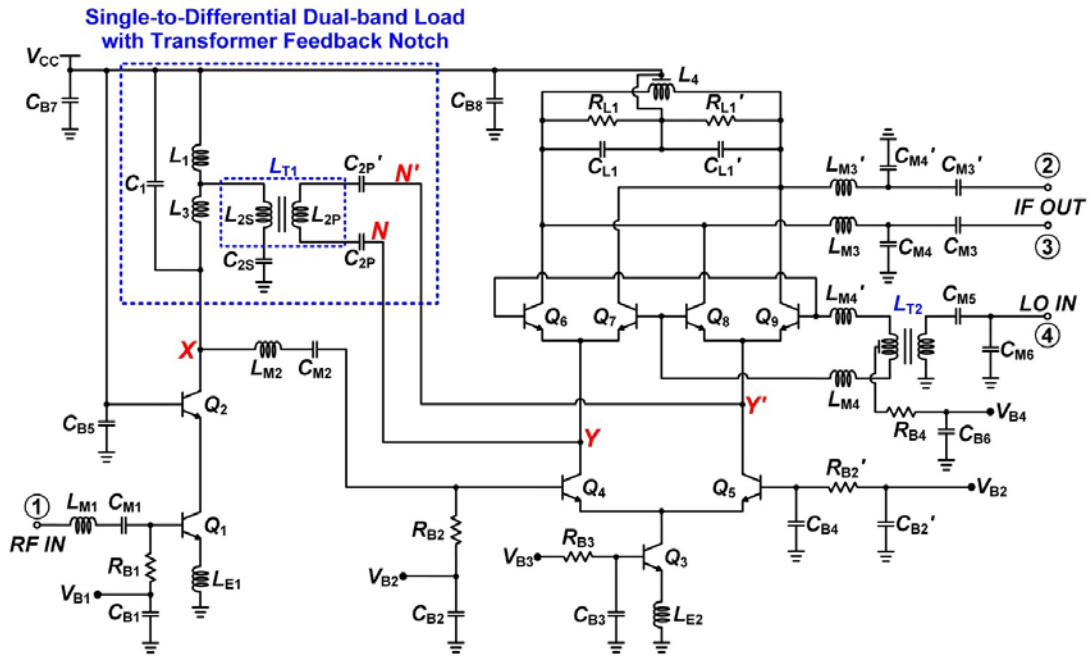 Single-to-Differential Dual-band Load
with Transformer Feedback Notch
VCC
CB7
CB8
L4
RL1
RL1'
CL1
CL1'
L1
C1
L3
LT1
L2S
L2P
C2P'
N'
N
C2P
C2S
LM3'
CM4'
CM3'
2
IF OUT
LM3
CM4
CM3
3
Q6
Q7
Q8
Q9
LM4'
LT2
CM5
LO IN
4
CM6
LM4
RB4
VB4
CB6
X
LM2
CM2
Q2
CB5
Y'
Y
Q4
Q5
RB2'
VB2
CB4
CB2'
1
LM1
CM1
RF IN
Q1
RB1
VB1
CB1
LE1
RB2
VB2
CB2
VB3
RB3
Q3
CB3
LE2